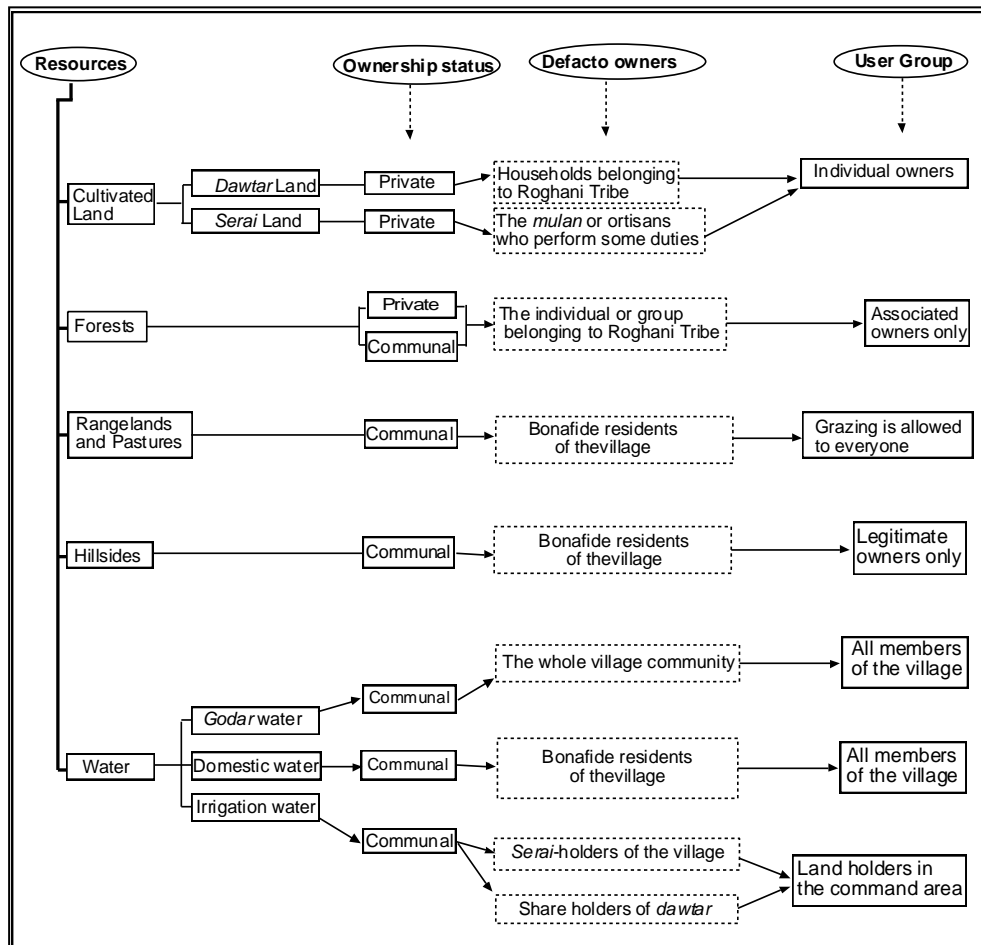 Resources
Ownership status
Defacto owners
User Group
Cultivated
Land
Dawtar Land
Private
Households belonging
to Roghani Tribe
Individual owners
Serai Land
Private
The mulan or ortisans
who perform some duties
Forests
Private
Communal
The individual or group
belonging to Roghani Tribe
Associated
owners only
Rangelands
and Pastures
Communal
Bonafide residents
of thevillage
Grazing is allowed
to everyone
Hillsides
Communal
Bonafide residents
of thevillage
Legitimate
owners only
Water
Godar water
Communal
The whole village community
All members
of the village
Domestic water
Communal
Bonafide residents
of thevillage
All members
of the village
Irrigation water
Communal
Serai-holders of the village
Share holders of dawtar
Land holders in
the command area